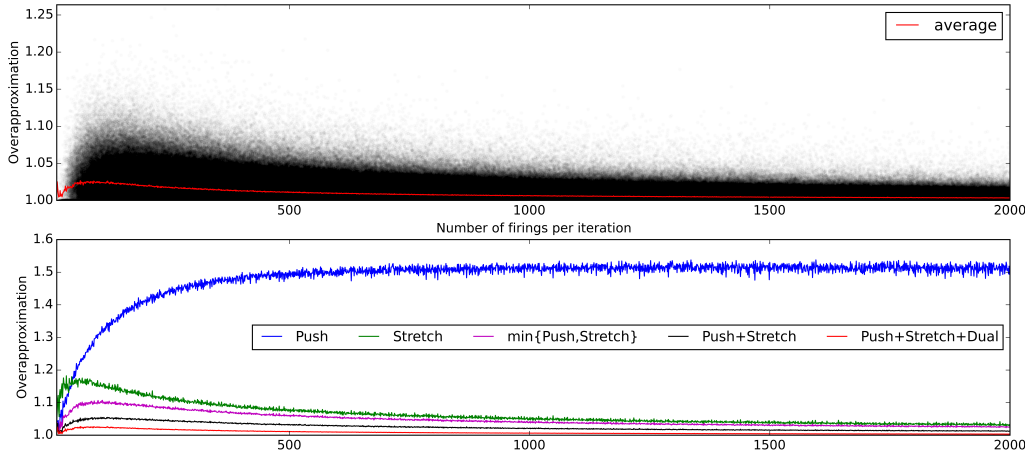 1.25
average
1.20
1.15
1.10
1.05
1.00
Overapproximation
500 1000 1500 2000
Number of firings per iteration
1.6
1.5
1.4
1.3
Push Stretch min{Push,Stretch} Push+Stretch Push+Stretch+Dual
1.2
1.1
1.0
Overapproximation
500 1000 1500 2000